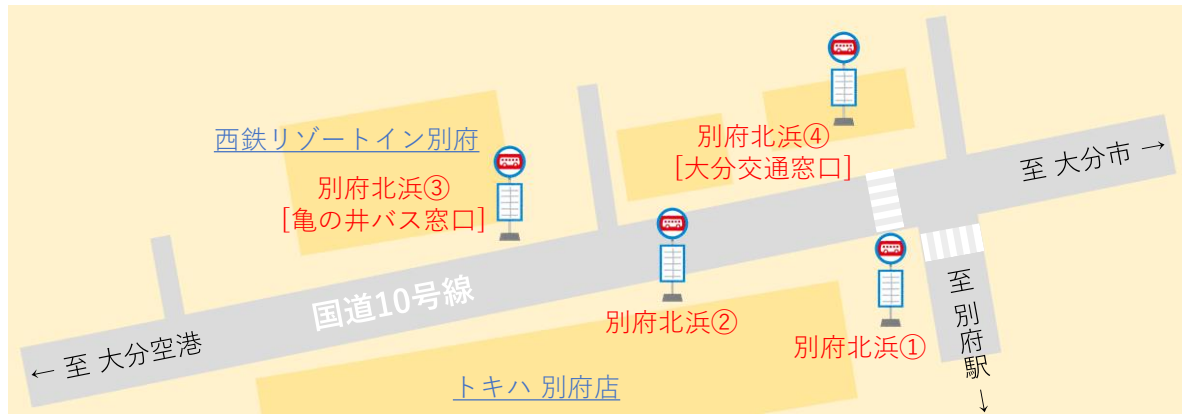 西鉄リゾートイン別府
別府北浜③
[亀の井バス窓口]
別府北浜④
[大分交通窓口]
至 大分市 →
国道10号線
別府北浜②
別府北浜①
至 別府駅 →
← 至 大分空港
トキハ 別府店